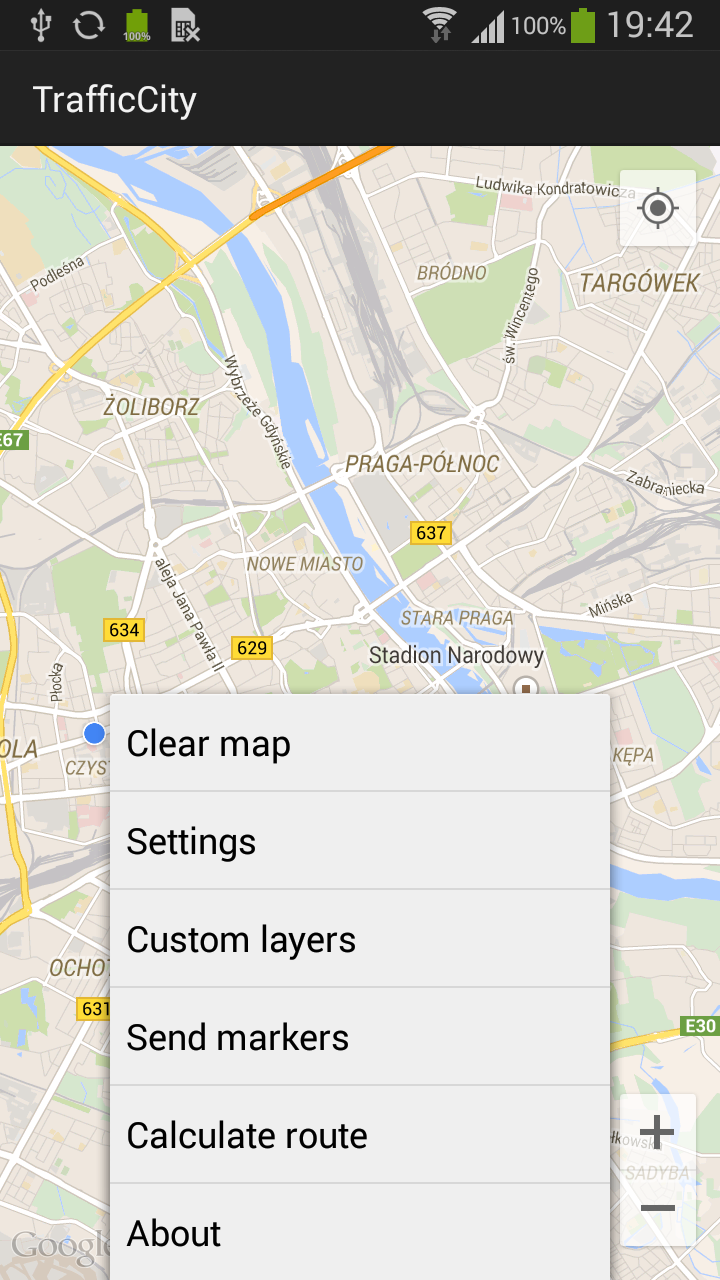 100%
100%
19:42
TrafficCity
Ludwika Kondratowicza
Podleśna
BRÓDNO
TARGÓWEK
św. Wincentego
Wybrzeże Gdyńskie
ŻOLIBORZ
E67
PRAGA-PÓŁNOC
Zabraniecka
637
NOWE MIASTO
aleja Jana Pawła II
Mińska
STARA PRAGA
634
629
Stadion Narodowy
Płocka
OLA
CZYS
KĘPA
Clear map
Settings
Custom layers
OCHO
631
Send markers
E30
Calculate route
SADYBA
About
Google